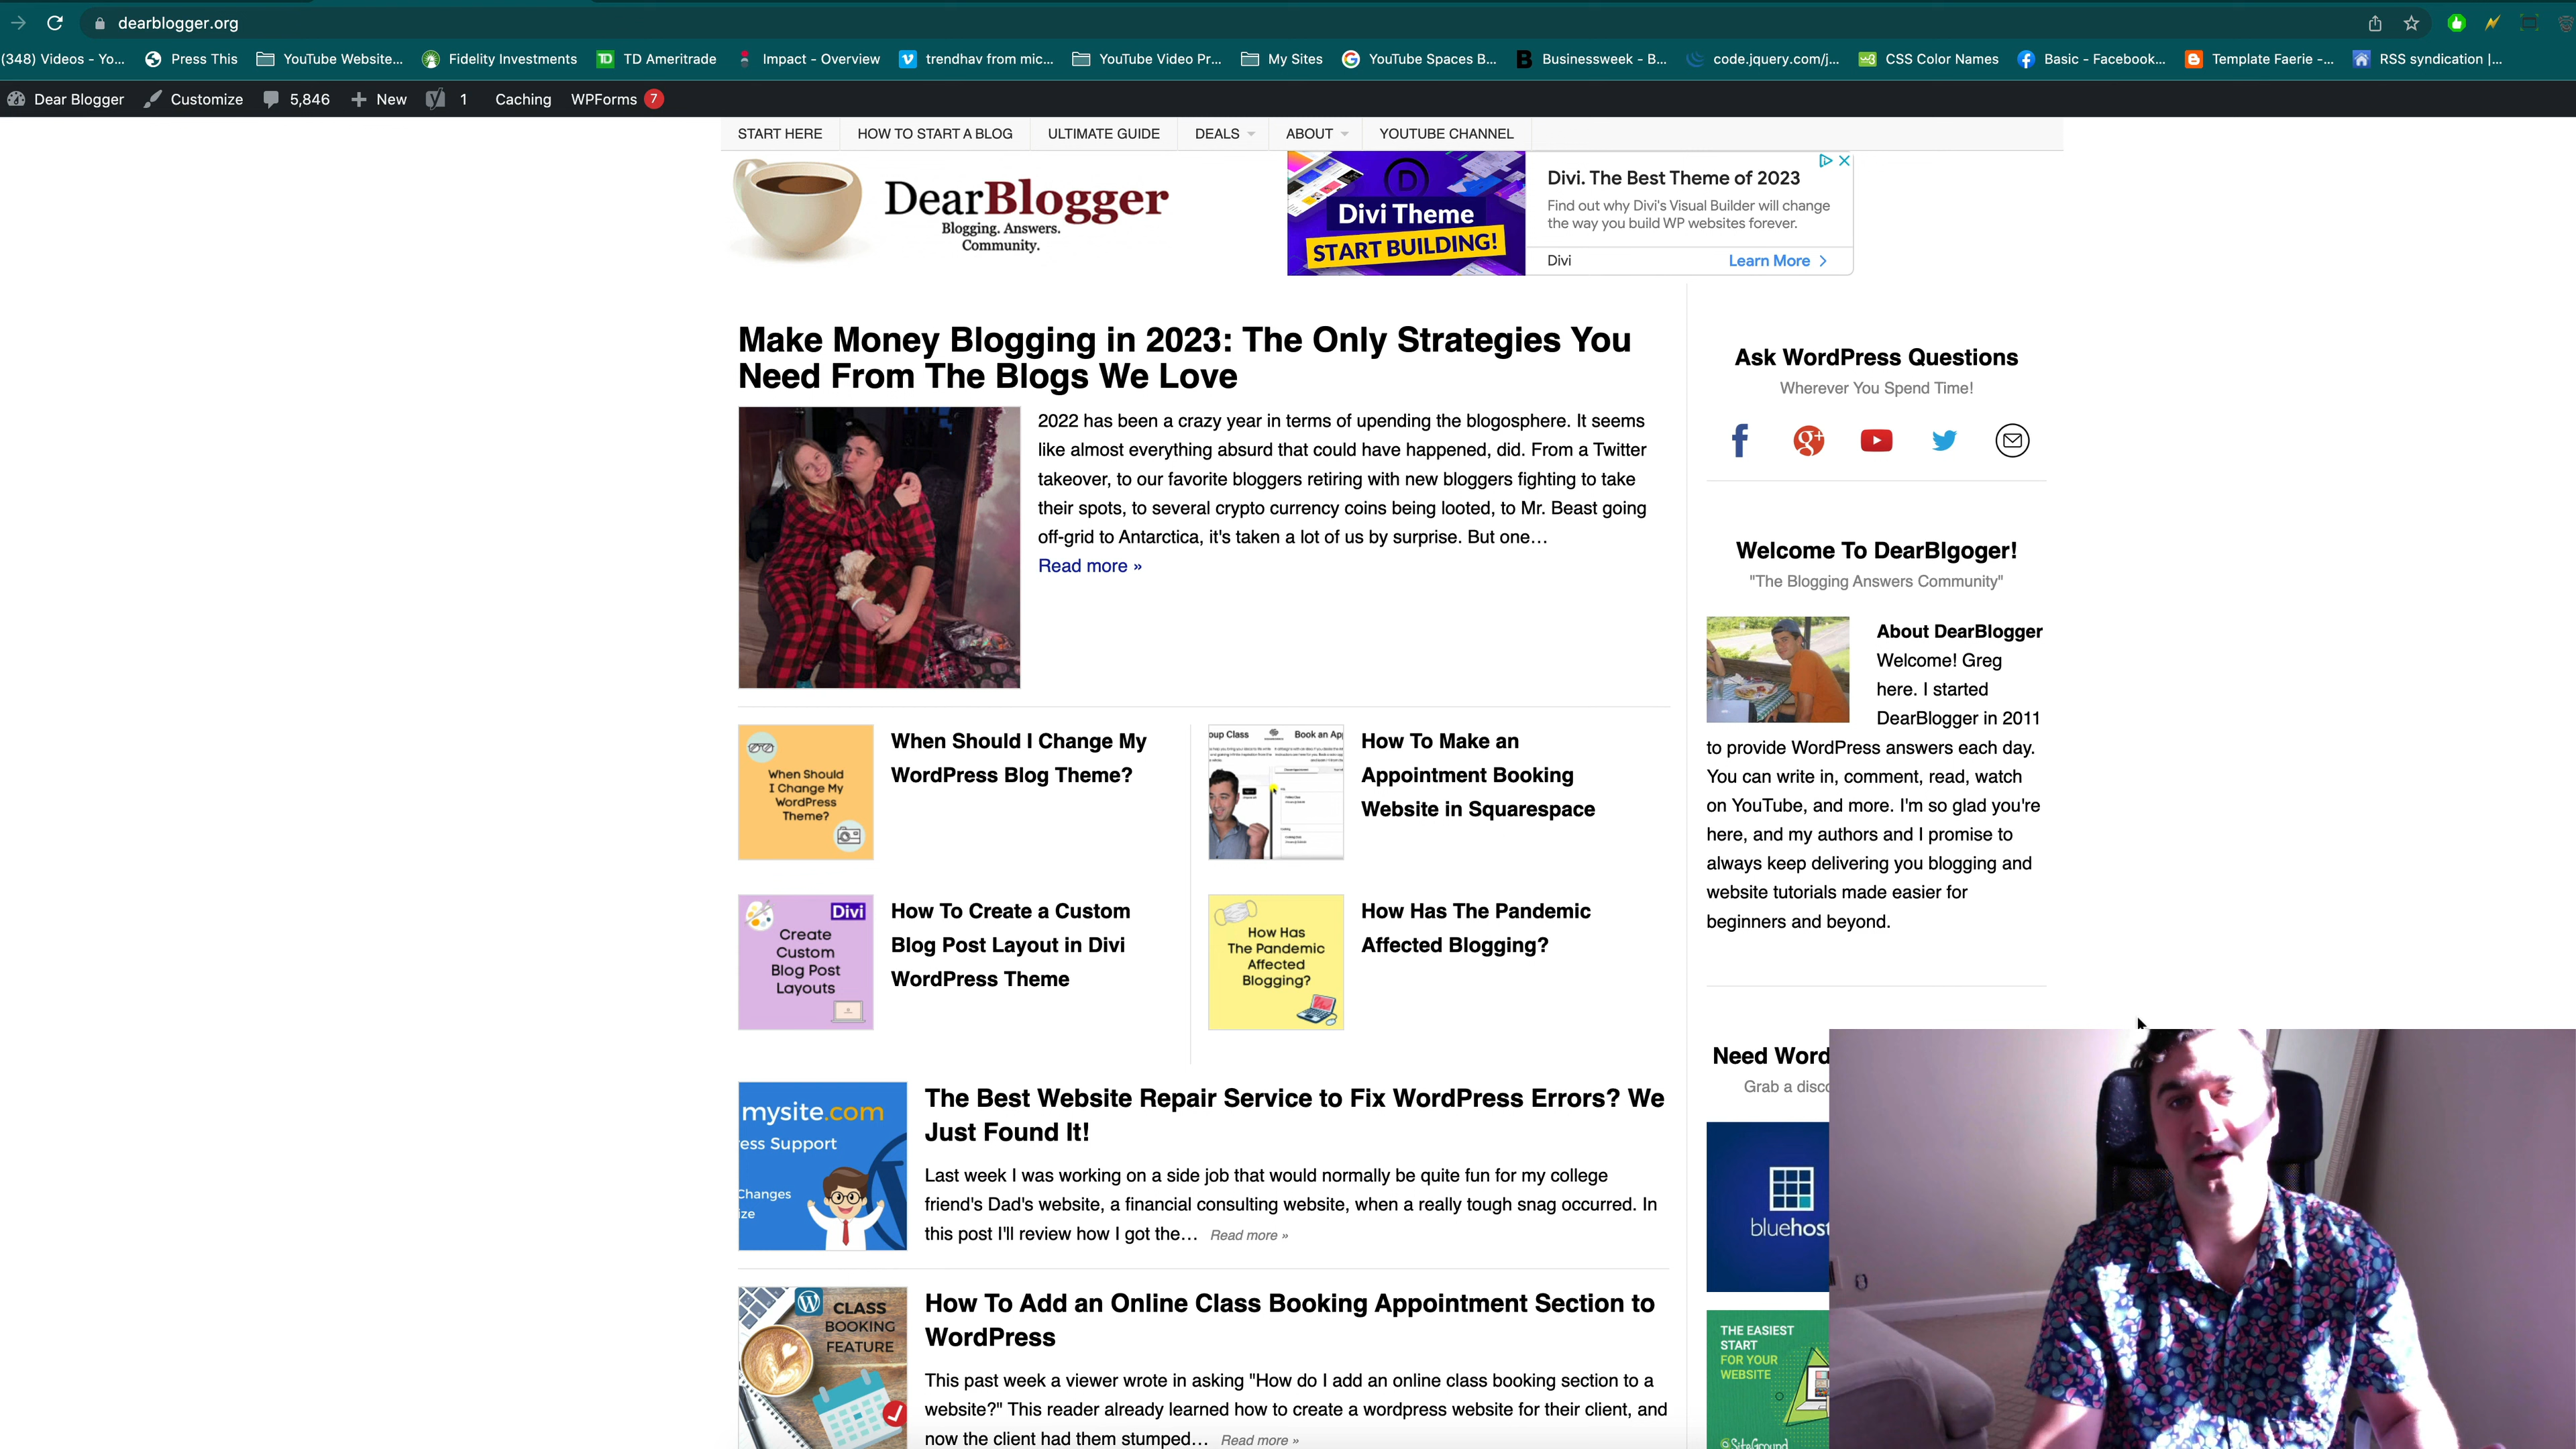 dearblogger.org
(348) Videos - Yo...
Press This
YouTube Website...
Fidelity Investments
TD Ameritrade
Impact - Overview
trendhav from mic...
YouTube Video Pr...
My Sites
YouTube Spaces B...
Businessweek - B...
code.jquery.com/j...
CSS Color Names
Basic - Facebook...
Template Faerie -...
RSS syndication |...
Dear Blogger
Customize
5,846
New
1
Caching
WPForms 7
START HERE
HOW TO START A BLOG
ULTIMATE GUIDE
DEALS
ABOUT
YOUTUBE CHANNEL
DearBlogger
Blogging. Answers.
Community.
Divi Theme
START BUILDING!
Divi. The Best Theme of 2023
Find out why Divi's Visual Builder will change
the way you build WP websites forever.
Divi
Learn More
Make Money Blogging in 2023: The Only Strategies You
Need From The Blogs We Love
2022 has been a crazy year in terms of upending the blogosphere. It seems
like almost everything absurd that could have happened, did. From a Twitter
takeover, to our favorite bloggers retiring with new bloggers fighting to take
their spots, to several crypto currency coins being looted, to Mr. Beast going
off-grid to Antarctica, it's taken a lot of us by surprise. But one…
Read more »
When Should
I Change My
WordPress
Theme?
When Should I Change My
WordPress Blog Theme?
oup Class
Book an App
How To Make an
Appointment Booking
Website in Squarespace
Divi
Create
Custom
Blog Post
Layouts
How To Create a Custom
Blog Post Layout in Divi
WordPress Theme
How Has
The Pandemic
Affected
Blogging?
How Has The Pandemic
Affected Blogging?
mysite.com
ess Support
Changes
ize
The Best Website Repair Service to Fix WordPress Errors? We
Just Found It!
Last week I was working on a side job that would normally be quite fun for my college
friend's Dad's website, a financial consulting website, when a really tough snag occurred. In
this post I'll review how I got the… Read more »
CLASS
BOOKING
FEATURE
How To Add an Online Class Booking Appointment Section to
WordPress
This past week a viewer wrote in asking "How do I add an online class booking section to a
website?" This reader already learned how to create a wordpress website for their client, and
now the client had them stumped… Read more »
Ask WordPress Questions
Wherever You Spend Time!
Welcome To DearBlgoger!
"The Blogging Answers Community"
About DearBlogger
Welcome! Greg
here. I started
DearBlogger in 2011
to provide WordPress answers each day.
You can write in, comment, read, watch
on YouTube, and more. I'm so glad you're
here, and my authors and I promise to
always keep delivering you blogging and
website tutorials made easier for
beginners and beyond.
Need Word
Grab a disco
bluehost
THE EASIEST
START
FOR YOUR
WEBSITE
SiteGround